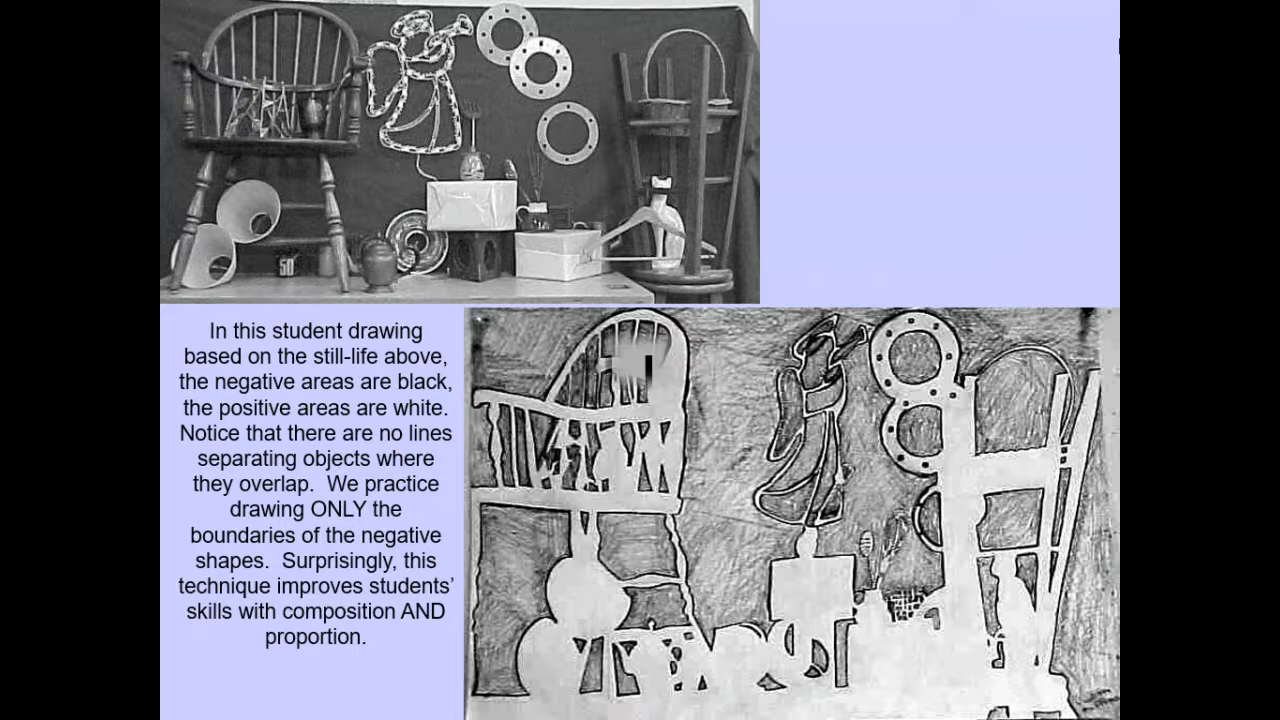 50
In this student drawing
based on the still-life above,
the negative areas are black,
the positive areas are white.
Notice that there are no lines
separating objects where
they overlap.  We practice
drawing ONLY the
boundaries of the negative
shapes.  Surprisingly, this
technique improves students’
skills with composition AND
proportion.